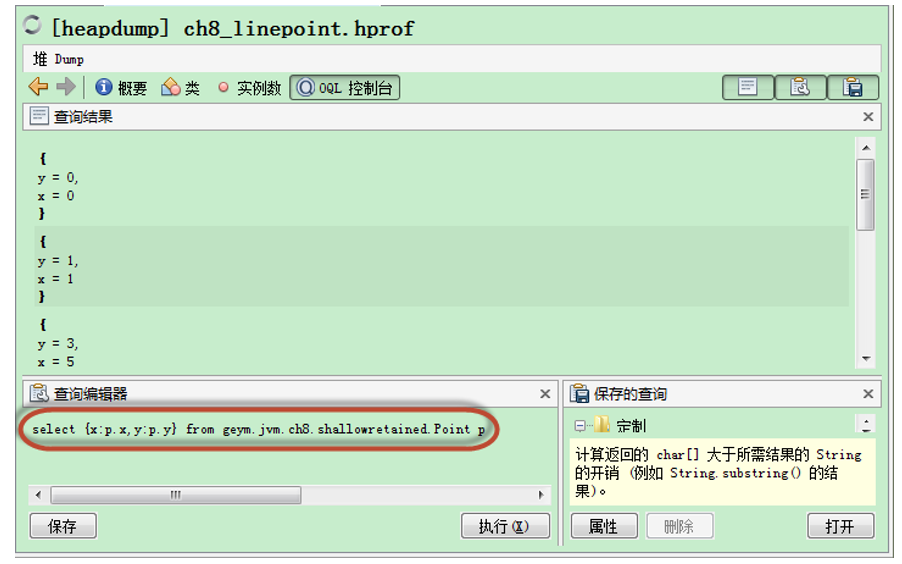 [heapdump] ch8_linepoint.hprof
堆 Dump
概要 类 实例数 OQL 控制台
查询结果
{
y = 0,
x = 0
}
{
y = 1,
x = 1
}
{
y = 3,
x = 5
查询编辑器
select {x:p.x,y:p.y} from geym.jvm.ch8.shallowretained.Point p
保存
执行(X)
保存的查询
定制
计算返回的 char[] 大于所需结果的 String
的开销 (例如 String.substring() 的结
果)。
属性 删除 打开